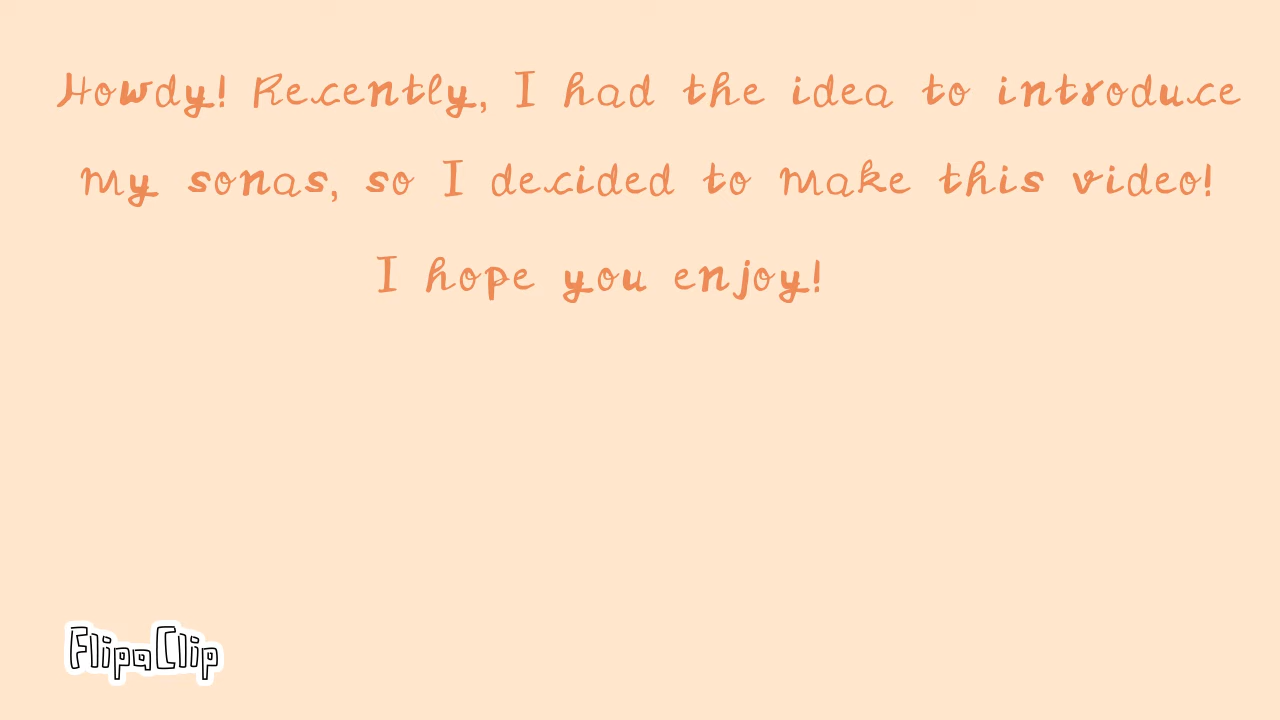 Howdy! Recently, I had the idea to introduce
my sonas, so I decided to make this video!
I hope you enjoy!
FlipaClip